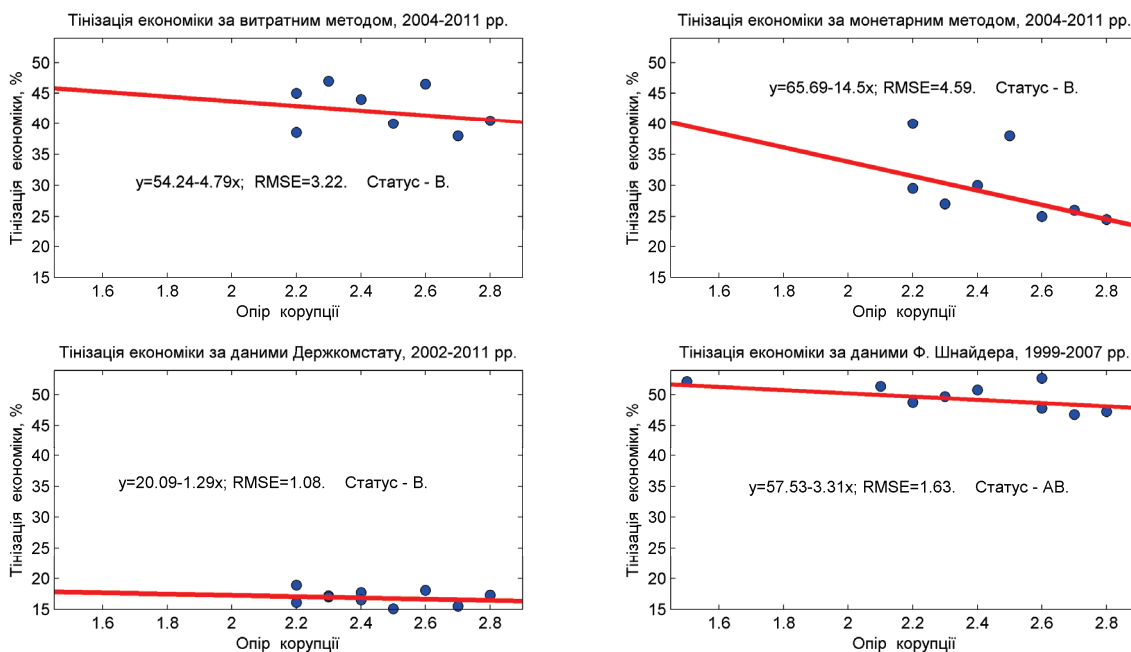 Тінізація економіки за витратним методом, 2004-2011 рр.
Тінізація економіки, %
50
45
40
35
30
25
20
15
y=54.24-4.79x; RMSE=3.22. Статус - В.
1.6 1.8 2 2.2 2.4 2.6 2.8
Опір корупції
Тінізація економіки за монетарним методом, 2004-2011 рр.
Тінізація економіки, %
50
45
40
35
30
25
20
15
y=65.69-14.5x; RMSE=4.59. Статус - В.
1.6 1.8 2 2.2 2.4 2.6 2.8
Опір корупції
Тінізація економіки за даними Держкомстату, 2002-2011 рр.
Тінізація економіки, %
50
45
40
35
30
25
20
15
y=20.09-1.29x; RMSE=1.08. Статус - В.
1.6 1.8 2 2.2 2.4 2.6 2.8
Опір корупції
Тінізація економіки за даними Ф. Шнайдера, 1999-2007 рр.
Тінізація економіки, %
50
45
40
35
30
25
20
15
y=57.53-3.31x; RMSE=1.63. Статус - АВ.
1.6 1.8 2 2.2 2.4 2.6 2.8
Опір корупції